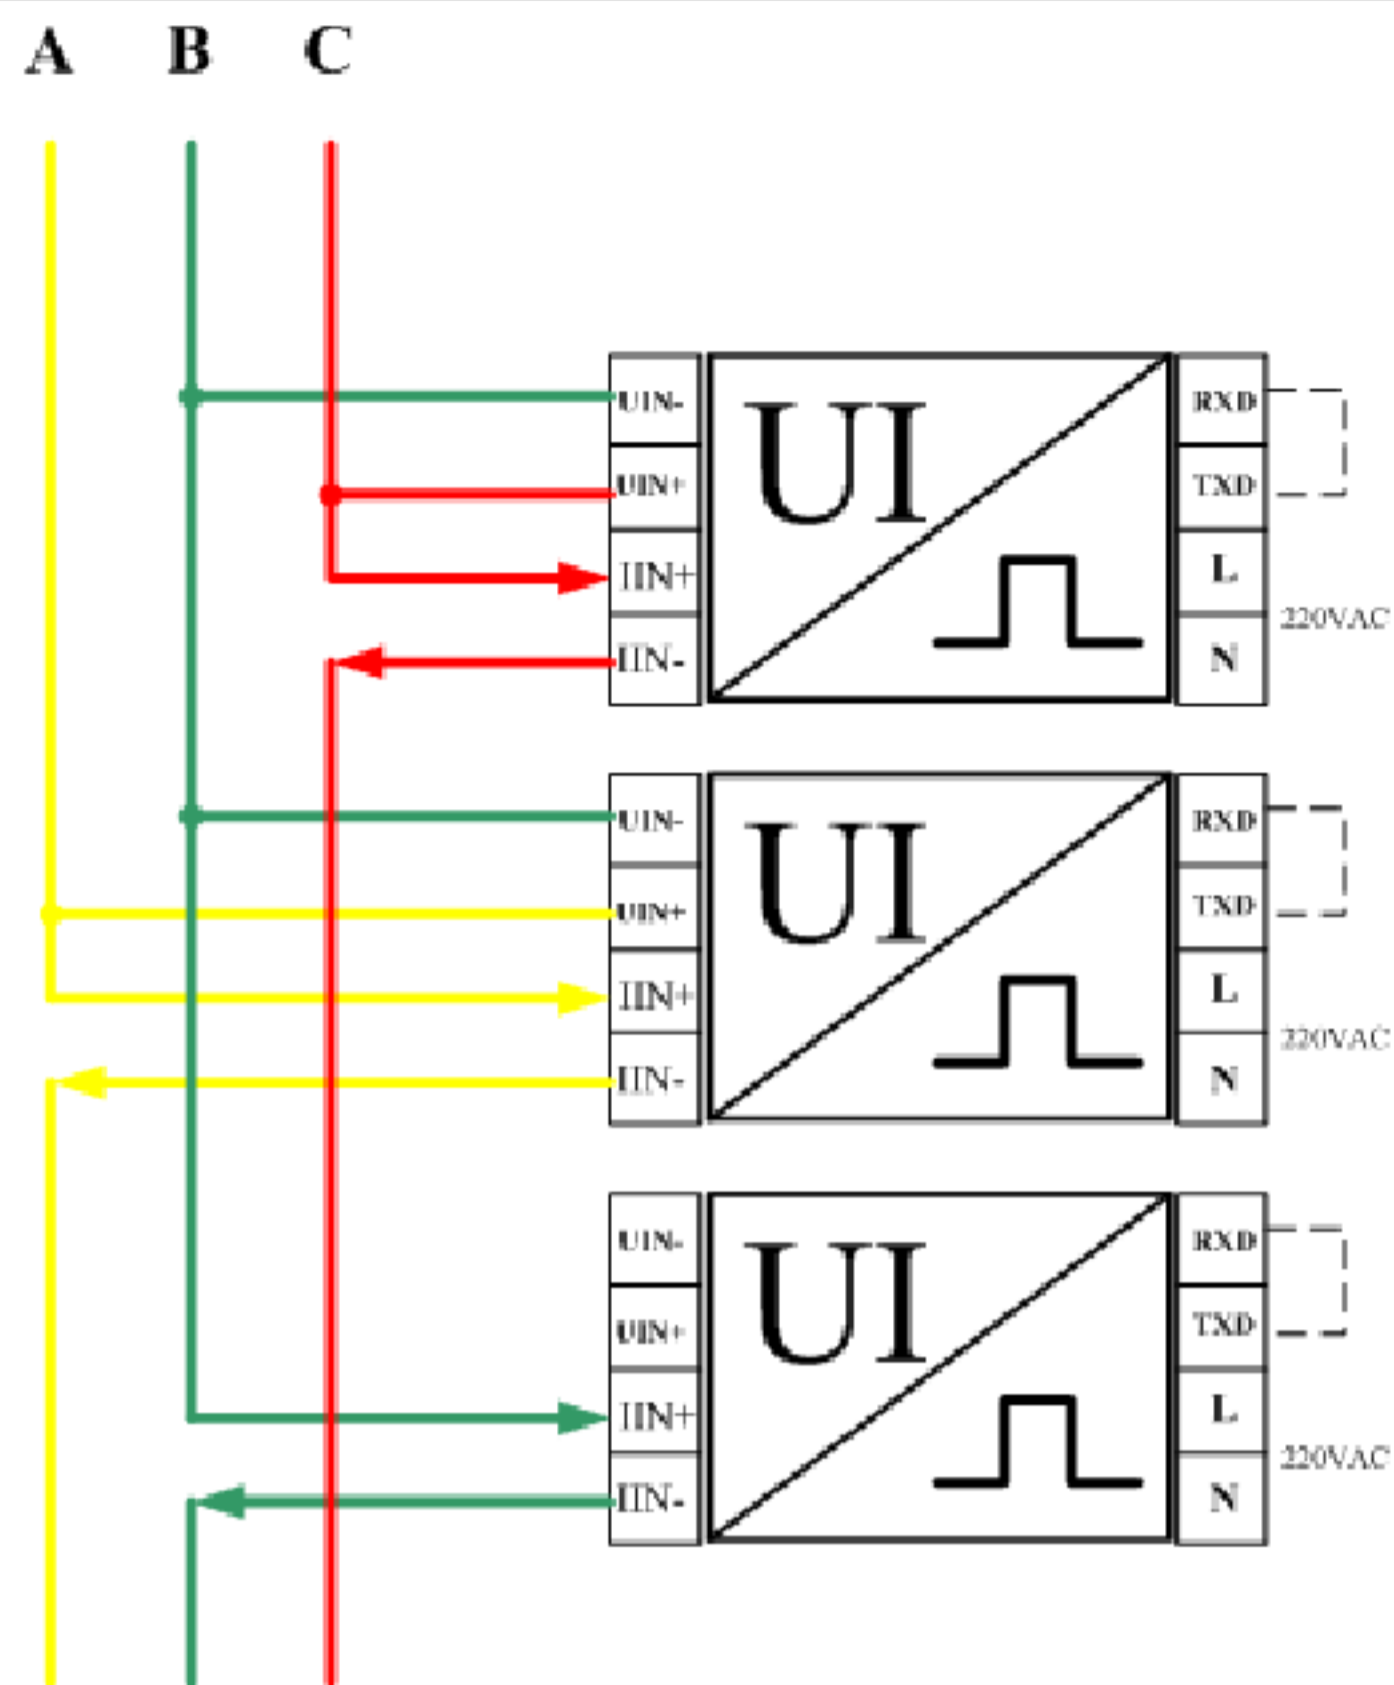 A B C
UIN-
UIN+
IIN+
IIN-
UI
RXD
TXD
L
N
220VAC
UIN-
UIN+
IIN+
IIN-
UI
RXD
TXD
L
N
220VAC
UIN-
UIN+
IIN+
IIN-
UI
RXD
TXD
L
N
220VAC